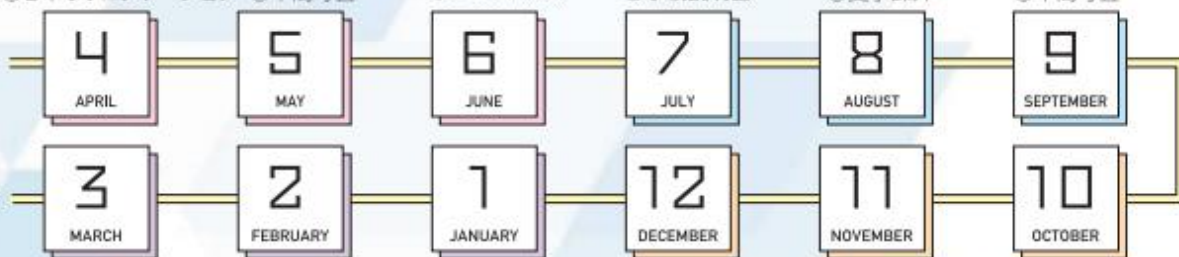 4 5 6 7 8 9
APRIL MAY JUNE JULY AUGUST SEPTEMBER
3 2 1 12 11 10
MARCH FEBRUARY JANUARY DECEMBER NOVEMBER OCTOBER